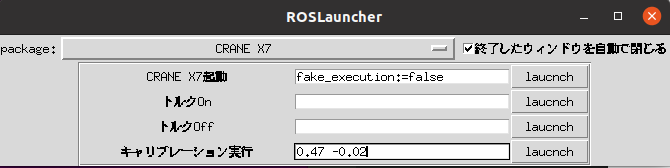 ROSLauncher
package: CRANE X7 終了したウィンドウを自動で閉じる
CRANE X7起動 fake_execution:=false laucnch
トルクOn laucnch
トルクOff laucnch
キャリブレーション実行 0.47 -0.02 laucnch